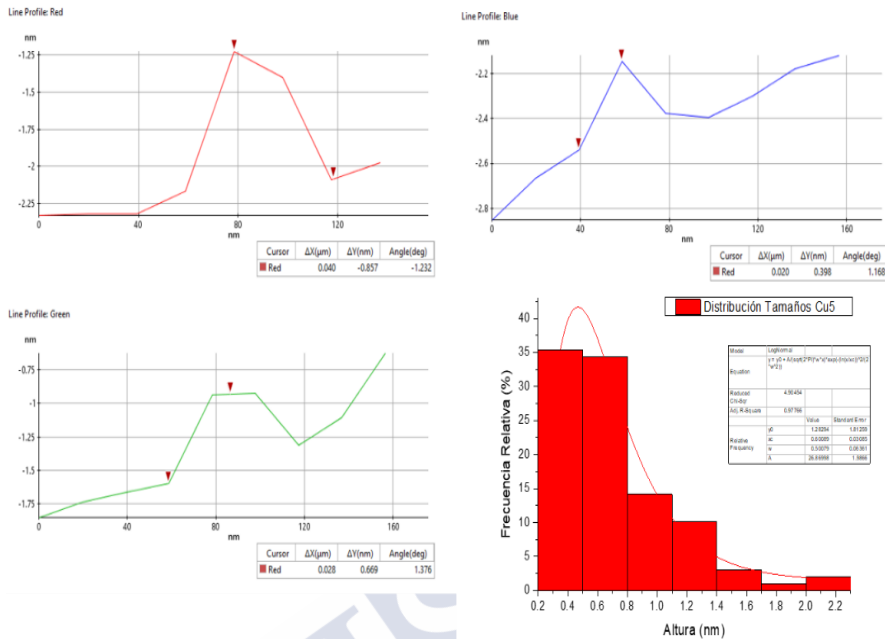 Line Profile: Red
nm
-1.25
-1.5
-1.75
-2
-2.25
0 40 80 120
nm
Cursor ΔX(μm) ΔY(nm) Angle(deg)
Red 0.040 -0.857 -1.232
Line Profile: Blue
nm
-2.2
-2.4
-2.6
-2.8
0 40 80 120 160
nm
Cursor ΔX(μm) ΔY(nm) Angle(deg)
Red 0.020 0.398 1.168
Line Profile: Green
nm
-0.75
-1
-1.25
-1.5
-1.75
0 40 80 120 160
nm
Cursor ΔX(μm) ΔY(nm) Angle(deg)
Red 0.028 0.669 1.376
Distribución Tamaños Cu5
Frecuencia Relativa (%)
40
35
30
25
20
15
10
5
0
Model LogNormal
Equation
Reduced
Adj. R-Square 0.97766
Value Standard Error
Relative
Frequency
y0
xc
w
A
0.2 0.4 0.6 0.8 1.0 1.2 1.4 1.6 1.8 2.0 2.2
Altura (nm)